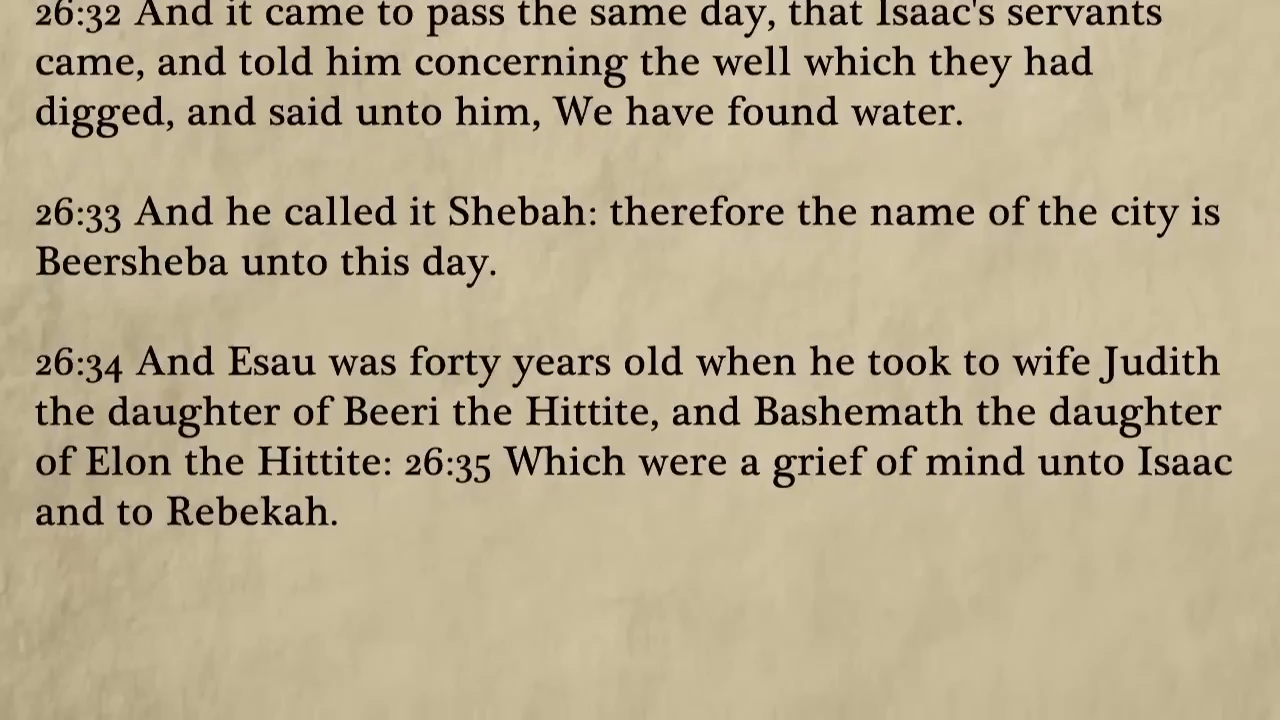 26:32 And it came to pass the same day, that Isaac's servants
came, and told him concerning the well which they had
digged, and said unto him, We have found water.
26:33 And he called it Shebah: therefore the name of the city is
Beersheba unto this day.
26:34 And Esau was forty years old when he took to wife Judith
the daughter of Beeri the Hittite, and Bashemath the daughter
of Elon the Hittite: 26:35 Which were a grief of mind unto Isaac
and to Rebekah.